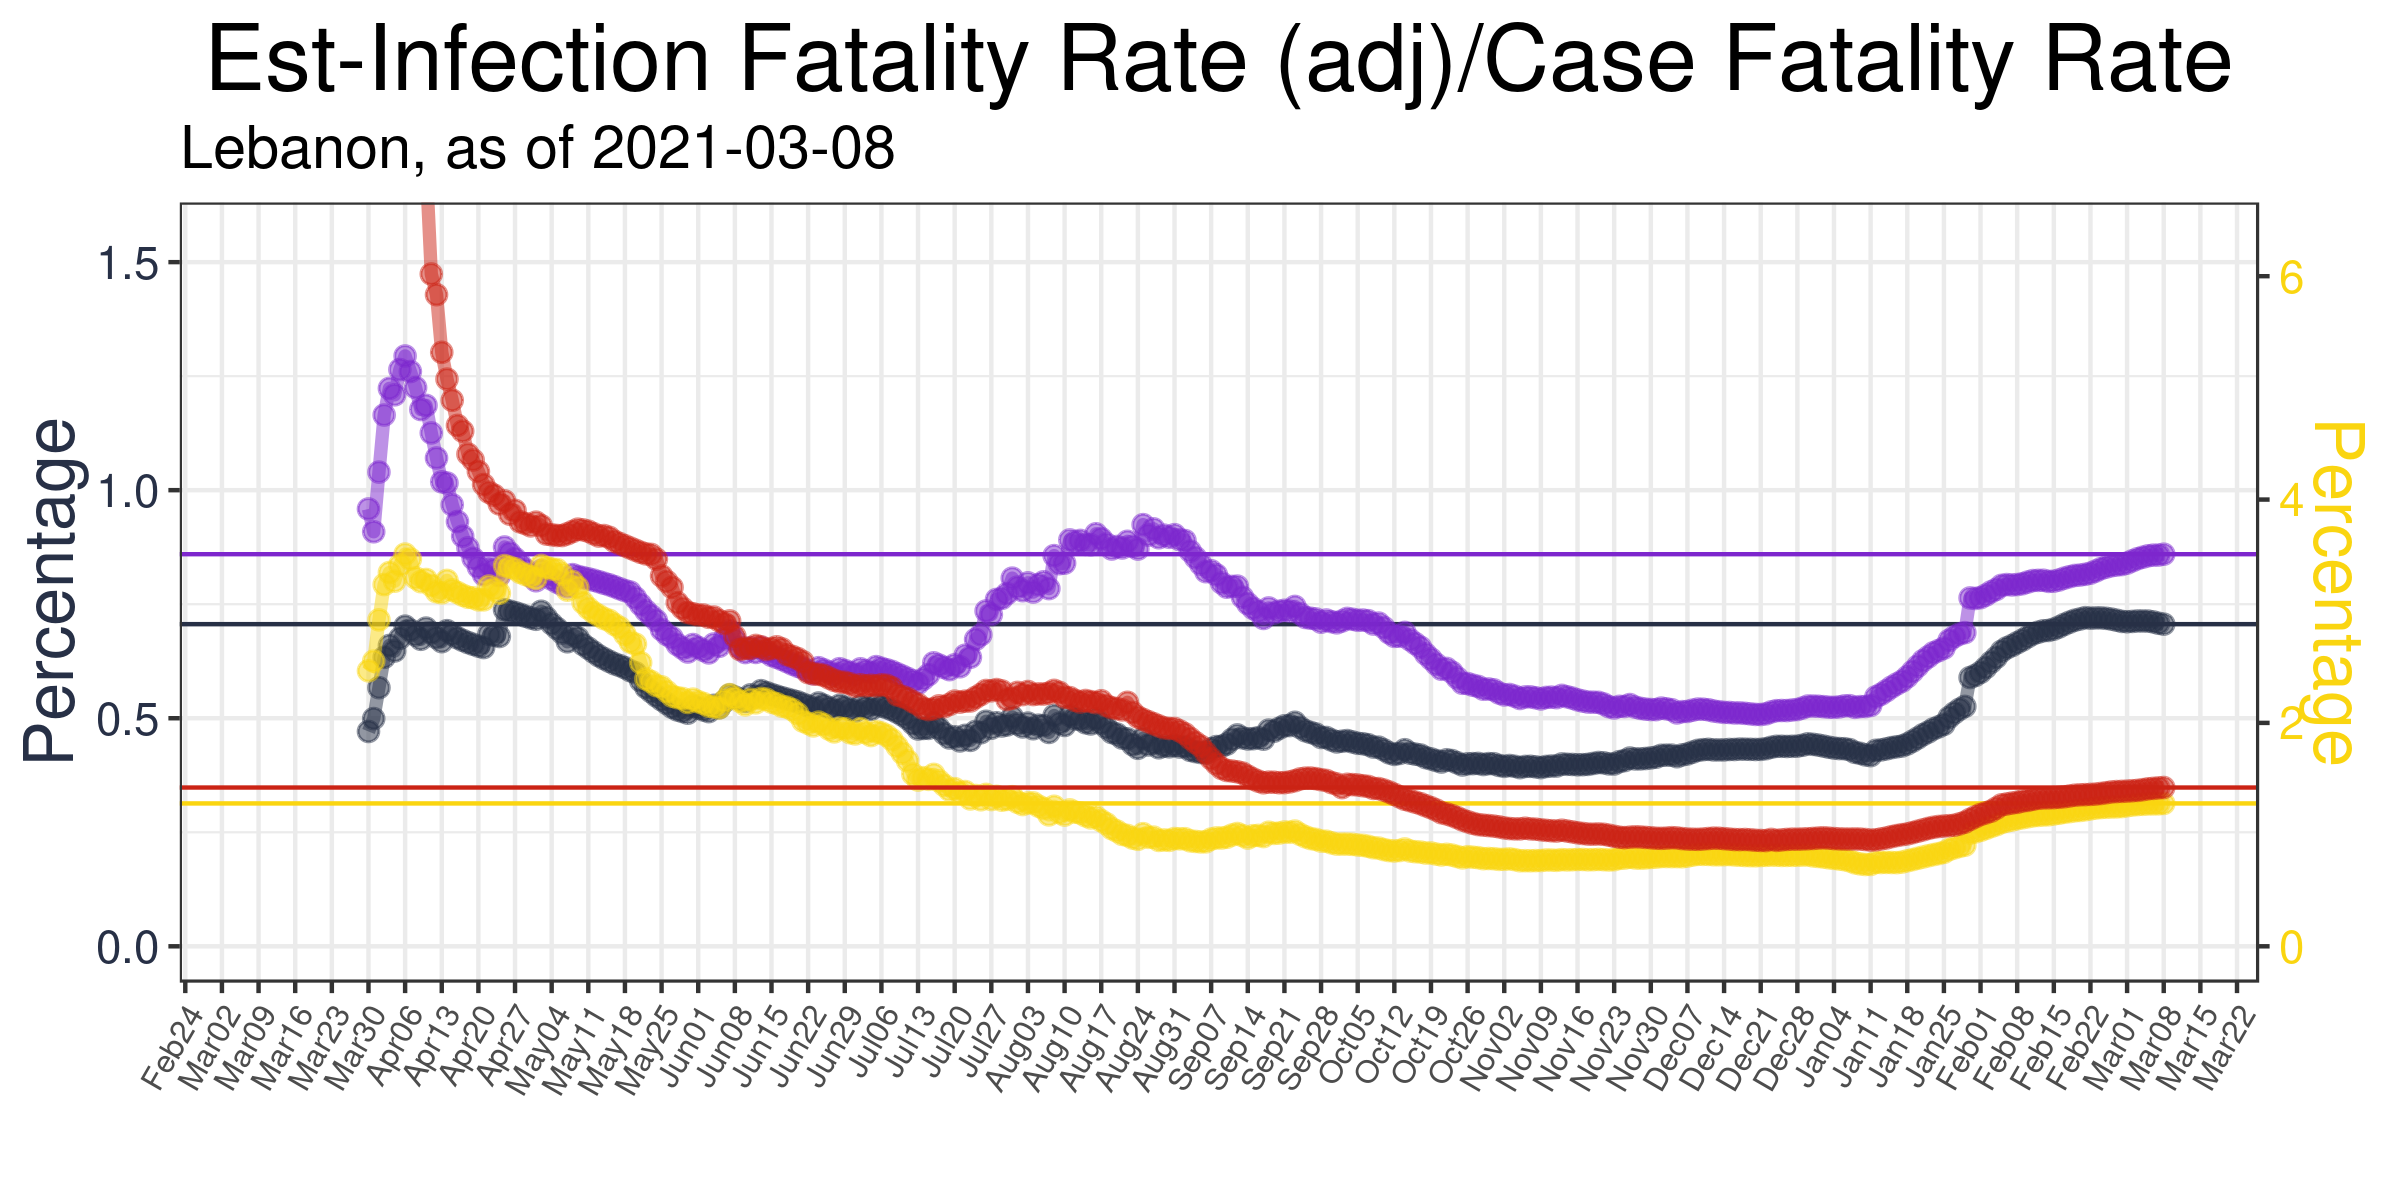 Est-Infection Fatality Rate (adj)/Case Fatality Rate
Lebanon, as of 2021-03-08
Percentage
1.5
1.0
0.5
0.0
6
4
2
0
Percentage
Feb24
Mar02
Mar09
Mar16
Mar23
Mar30
Apr06
Apr13
Apr20
Apr27
May04
May11
May18
May25
Jun01
Jun08
Jun15
Jun22
Jun29
Jul06
Jul13
Jul20
Jul27
Aug03
Aug10
Aug17
Aug24
Aug31
Sep07
Sep14
Sep21
Sep28
Oct05
Oct12
Oct19
Oct26
Nov02
Nov09
Nov16
Nov23
Nov30
Dec07
Dec14
Dec21
Dec28
Jan04
Jan11
Jan18
Jan25
Feb01
Feb08
Feb15
Feb22
Mar01
Mar08
Mar15
Mar22